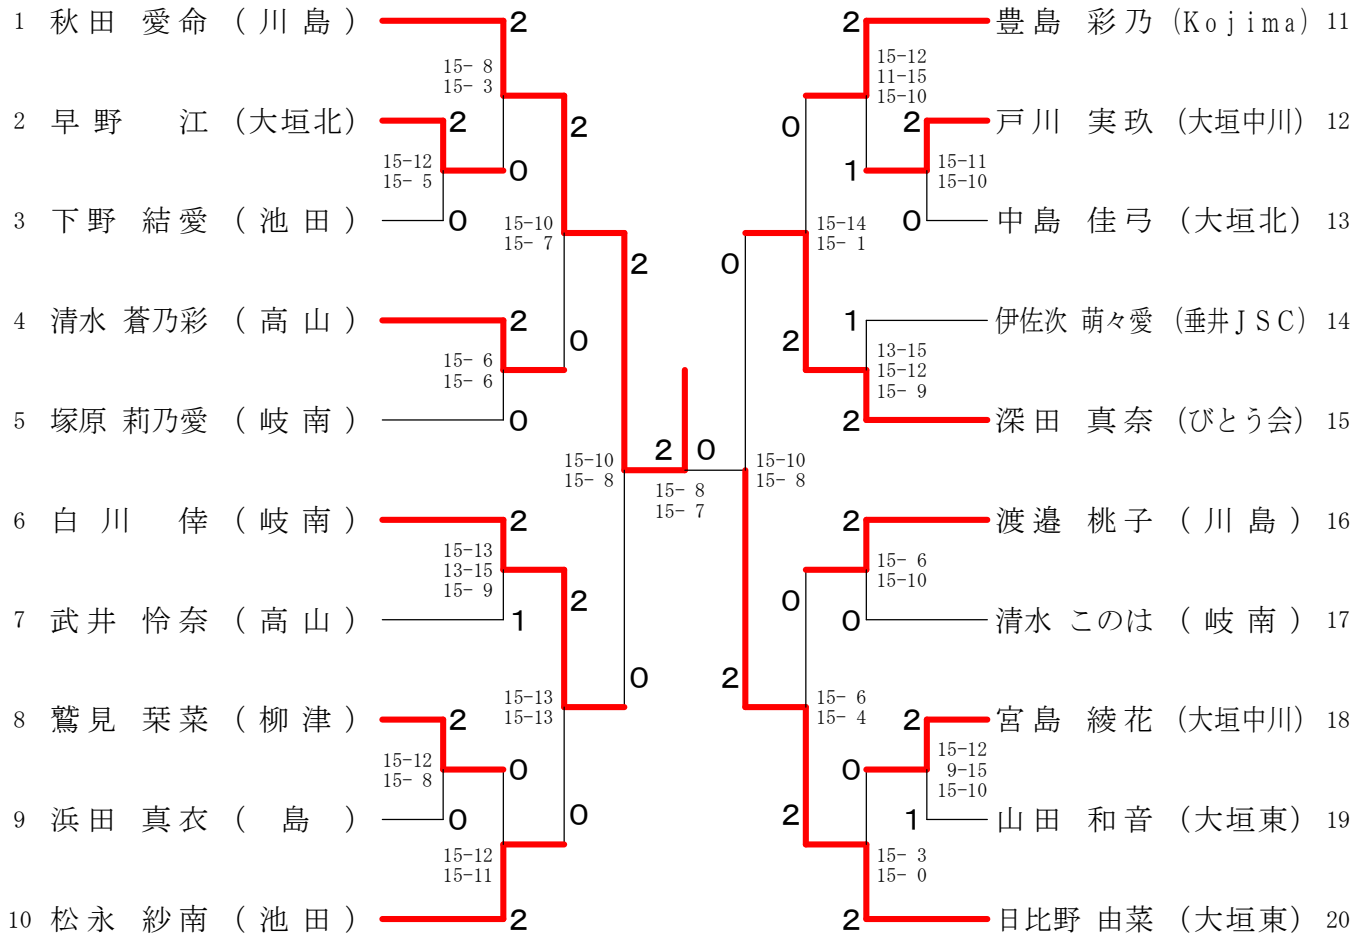 1 秋田 愛命 (川島) 2
2 豊島 彩乃 (Kojima) 11
15- 8
15- 3
15-12
11-15
15-10
2 早野 江 (大垣北) 2
2
0
2 戸川 実玖 (大垣中川) 12
15-12
15- 5
0
1
15-11
15-10
3 下野 結愛 (池田) 0
15-10
15- 7
15-14
15- 1
0 中島 佳弓 (大垣北) 13
2
0
4 清水 蒼乃彩 (高山) 2
0
2
1 伊佐次 萌々愛 (垂井JSC) 14
15- 6
15- 6
13-15
15-12
15- 9
5 塚原 莉乃愛 (岐南) 0
2 深田 真奈 (びとう会) 15
15-10
15- 8
2 0
15- 8
15- 7
15-10
15- 8
6 白川 倖 (岐南) 2
2 渡邉 桃子 (川島) 16
15-13
13-15
15- 9
15- 6
15-10
2
0
7 武井 怜奈 (高山) 1
0 清水 このは (岐南) 17
0
2
15-13
15-13
15- 6
15- 4
8 鷲見 栞菜 (柳津) 2
2 宮島 綾花 (大垣中川) 18
15-12
15- 8
0
0
15-12
9-15
15-10
9 浜田 真衣 (島) 0
0
2
1 山田 和音 (大垣東) 19
15-12
15-11
15- 3
15- 0
10 松永 紗南 (池田) 2
2 日比野 由菜 (大垣東) 20